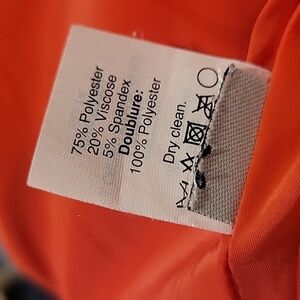 75% Polyester
20% Viscose
5% Spandex
Doublure:
100% Polyester
Dry clean.